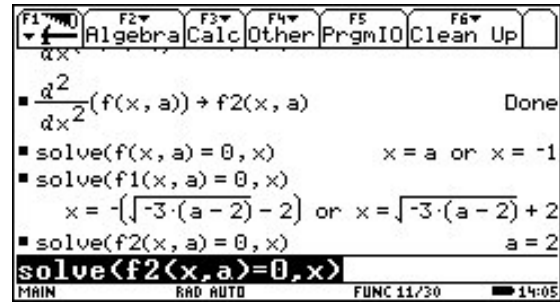 F1 F2 F3 F4 F5 F6
Algebra Calc Other PrgmIO Clean Up
dx
■ d²/dx²(f(x, a)) → f2(x, a) Done
■ solve(f(x, a) = 0, x) x = a or x = ⁻1
■ solve(f1(x, a) = 0, x)
x = -(√(-3·(a - 2)) - 2) or x = √(-3·(a - 2)) + 2
■ solve(f2(x, a) = 0, x) a = 2
solve(f2(x,a)=0,x)
MAIN RAD AUTO FUNC 11/30 14:05